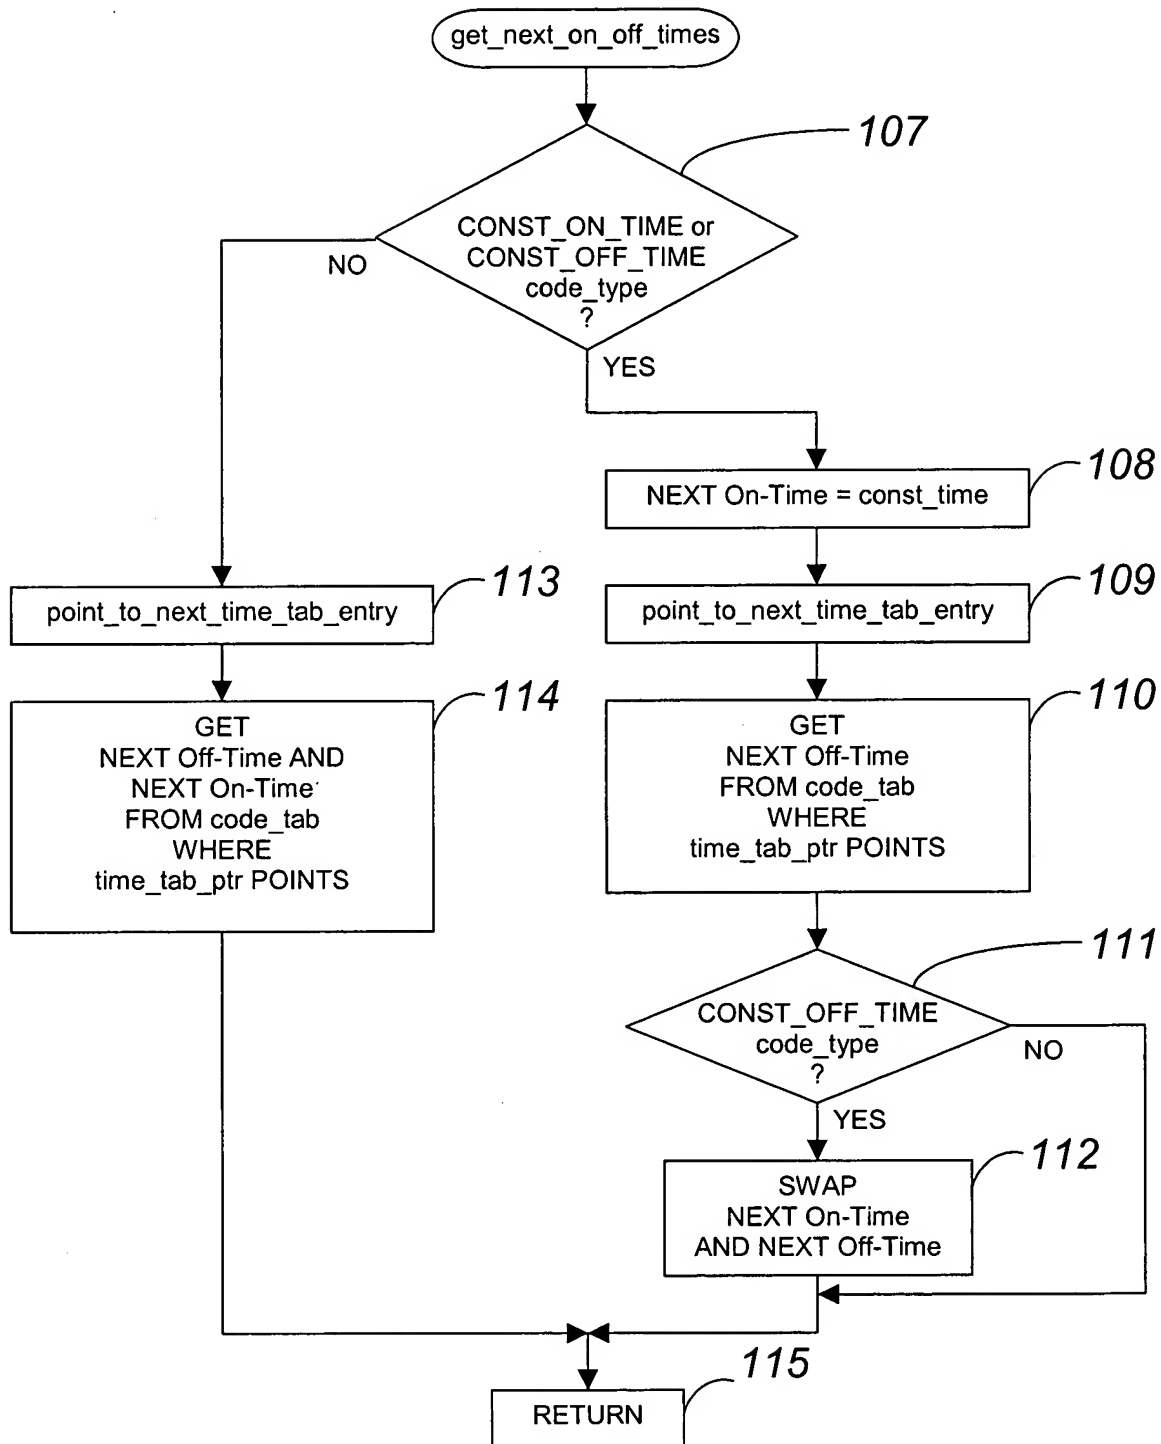 get_next_on_off_times
107
CONST_ON_TIME or
CONST_OFF_TIME
code_type
?
NO
YES
108
NEXT On-Time = const_time
113
point_to_next_time_tab_entry
109
point_to_next_time_tab_entry
114
GET
NEXT Off-Time AND
NEXT On-Time
FROM code_tab
WHERE
time_tab_ptr POINTS
110
GET
NEXT Off-Time
FROM code_tab
WHERE
time_tab_ptr POINTS
111
CONST_OFF_TIME
code_type
?
NO
YES
112
SWAP
NEXT On-Time
AND NEXT Off-Time
115
RETURN